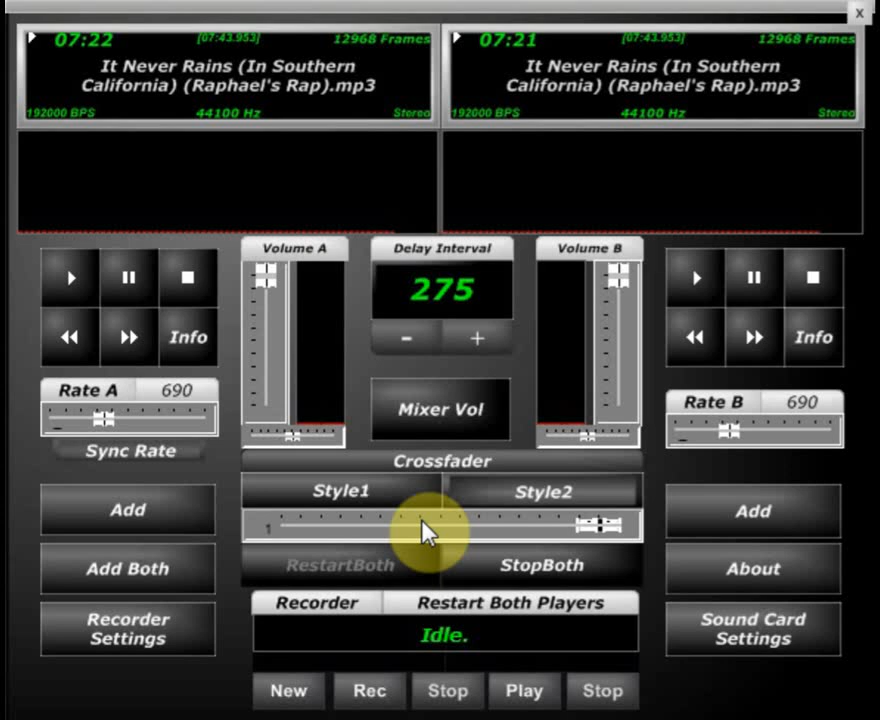 x
07:22 [07:43.953] 12968 Frames
It Never Rains (In Southern
California) (Raphael's Rap).mp3
192000 BPS 44100 Hz Stereo
07:21 [07:43.953] 12968 Frames
It Never Rains (In Southern
California) (Raphael's Rap).mp3
192000 BPS 44100 Hz Stereo
Volume A
Delay Interval
Volume B
275
- +
Info
Info
Mixer Vol
Rate A 690
Sync Rate
Rate B 690
Crossfader
Style1 Style2
1
RestartBoth StopBoth
Add
Add Both
Recorder
Settings
Add
About
Sound Card
Settings
Recorder Restart Both Players
Idle.
New Rec Stop Play Stop